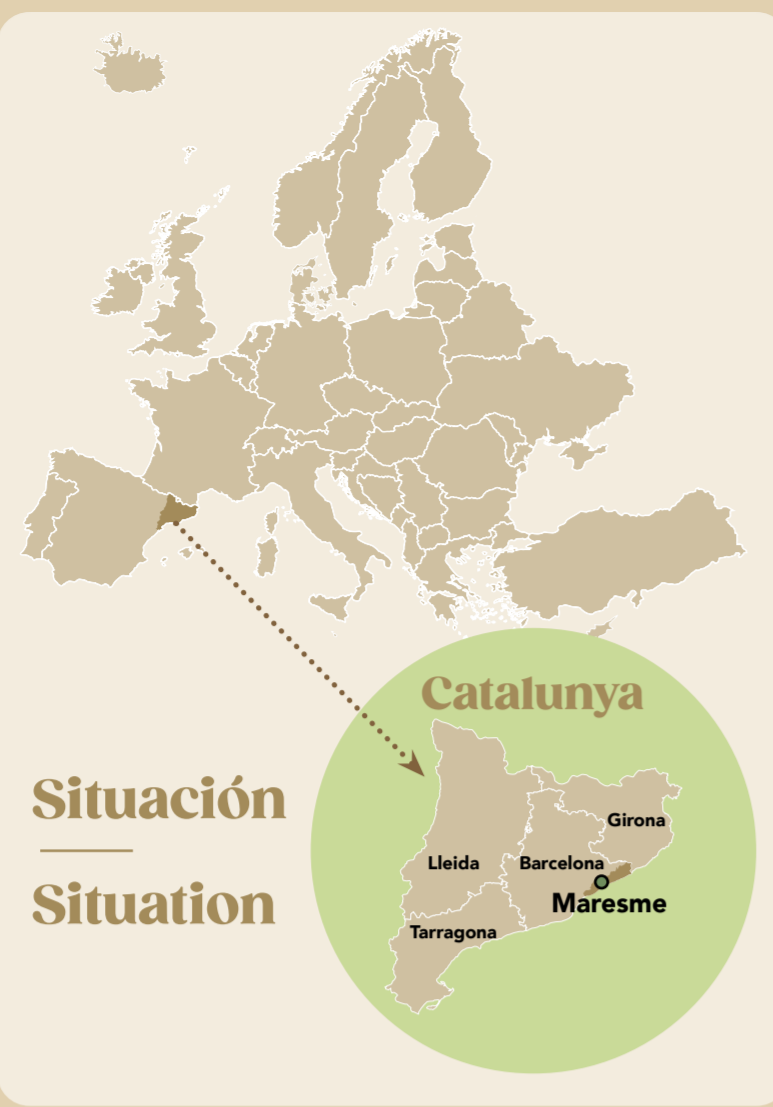 Catalunya
Situación
Situation
Girona
Lleida
Barcelona
Maresme
Tarragona